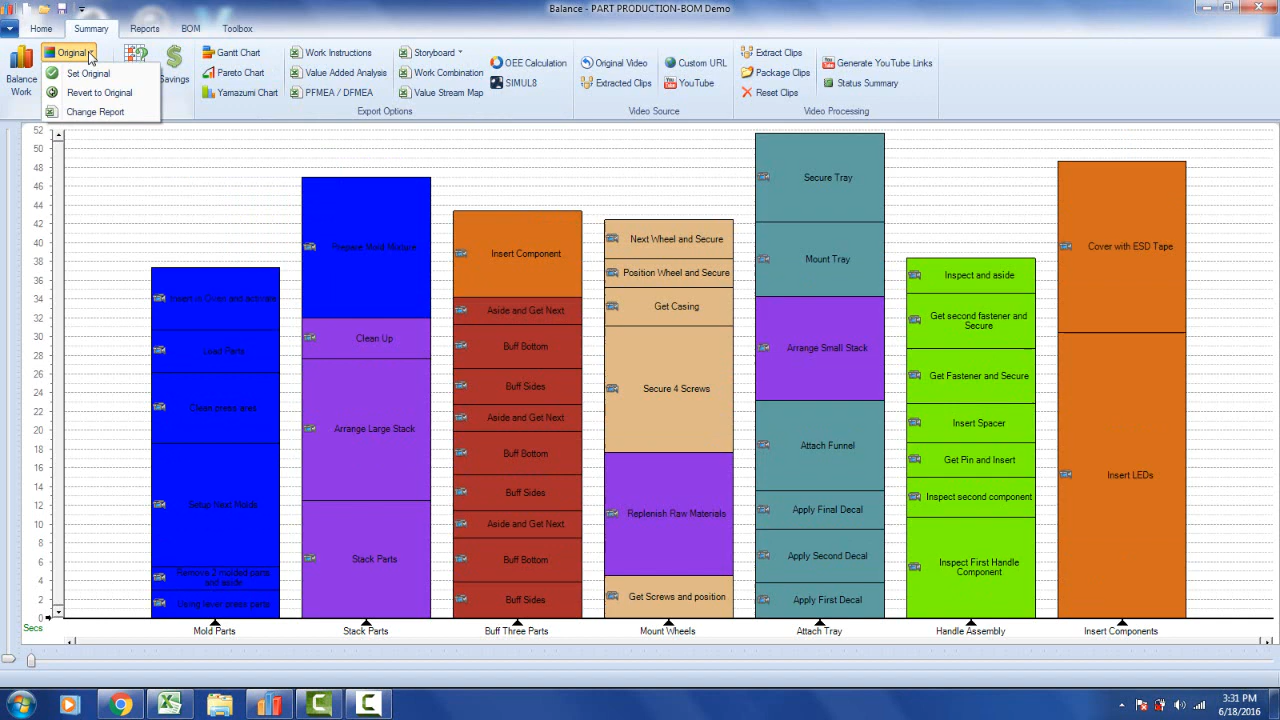 Balance - PART PRODUCTION-BOM Demo
Home
Summary
Reports
BOM
Toolbox
Balance Work
Original
Set Original
Revert to Original
Change Report
Savings
Gantt Chart
Pareto Chart
Yamazumi Chart
Work Instructions
Value Added Analysis
PFMEA / DFMEA
Storyboard
Work Combination
Value Stream Map
OEE Calculation
SIMUL8
Export Options
Original Video
Extracted Clips
Custom URL
YouTube
Video Source
Extract Clips
Package Clips
Reset Clips
Generate YouTube Links
Status Summary
Video Processing
52
50
48
46
44
42
40
38
36
34
32
30
28
26
24
22
20
18
16
14
12
10
8
6
4
2
0
Secs
Insert in Oven and activate
Load Parts
Clean press area
Setup Next Molds
Remove 2 molded parts
and aside
Using lever press parts
Mold Parts
Prepare Mold Mixture
Clean Up
Arrange Large Stack
Stack Parts
Stack Parts
Insert Component
Aside and Get Next
Buff Bottom
Buff Sides
Aside and Get Next
Buff Bottom
Buff Sides
Aside and Get Next
Buff Bottom
Buff Sides
Buff Three Parts
Next Wheel and Secure
Position Wheel and Secure
Get Casing
Secure 4 Screws
Replenish Raw Materials
Get Screws and position
Mount Wheels
Secure Tray
Mount Tray
Arrange Small Stack
Attach Funnel
Apply Final Decal
Apply Second Decal
Apply First Decal
Attach Tray
Inspect and aside
Get second fastener and
Secure
Get Fastener and Secure
Insert Spacer
Get Pin and Insert
Inspect second component
Inspect First Handle
Component
Handle Assembly
Cover with ESD Tape
Insert LEDs
Insert Components
3:31 PM
6/18/2016